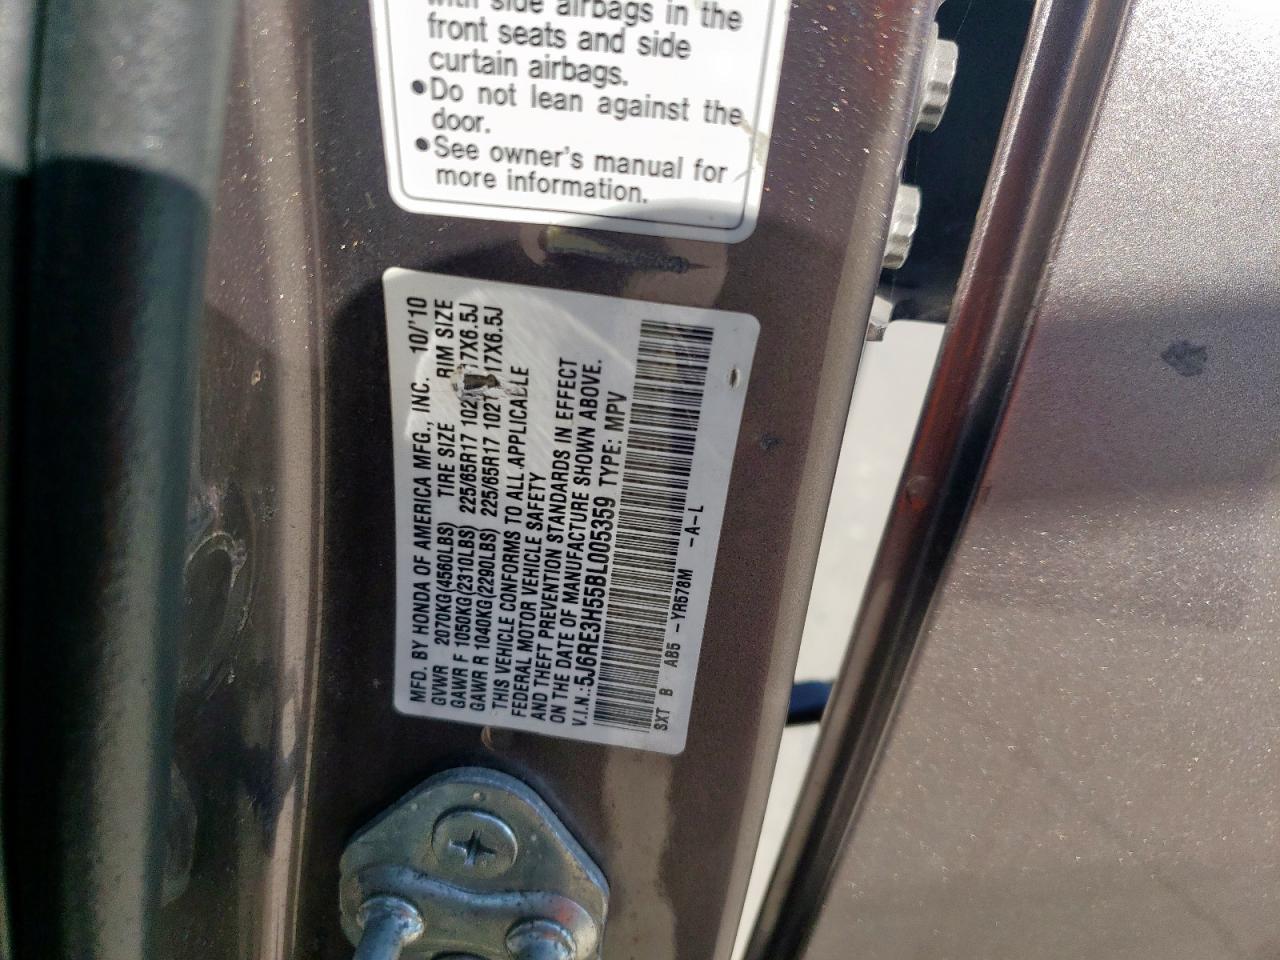 with side airbags in the
front seats and side
curtain airbags.
•Do not lean against the
door.
•See owner's manual for
more information.
MFD. BY HONDA OF AMERICA MFG., INC. 10/'10
GVWR 2070KG(4560LBS) TIRE SIZE RIM SIZE
GAWR F 1050KG(2310LBS) 225/65R17 17X6.5J
GAWR R 1040KG(2290LBS) 225/65R17 17X6.5J
THIS VEHICLE CONFORMS TO ALL APPLICABLE
FEDERAL MOTOR VEHICLE SAFETY
AND THEFT PREVENTION STANDARDS IN EFFECT
ON THE DATE OF MANUFACTURE SHOWN ABOVE.
V.I.N.:5J6RE3H55BL005359 TYPE: MPV
SXT B AB5 -YR578M -A-L